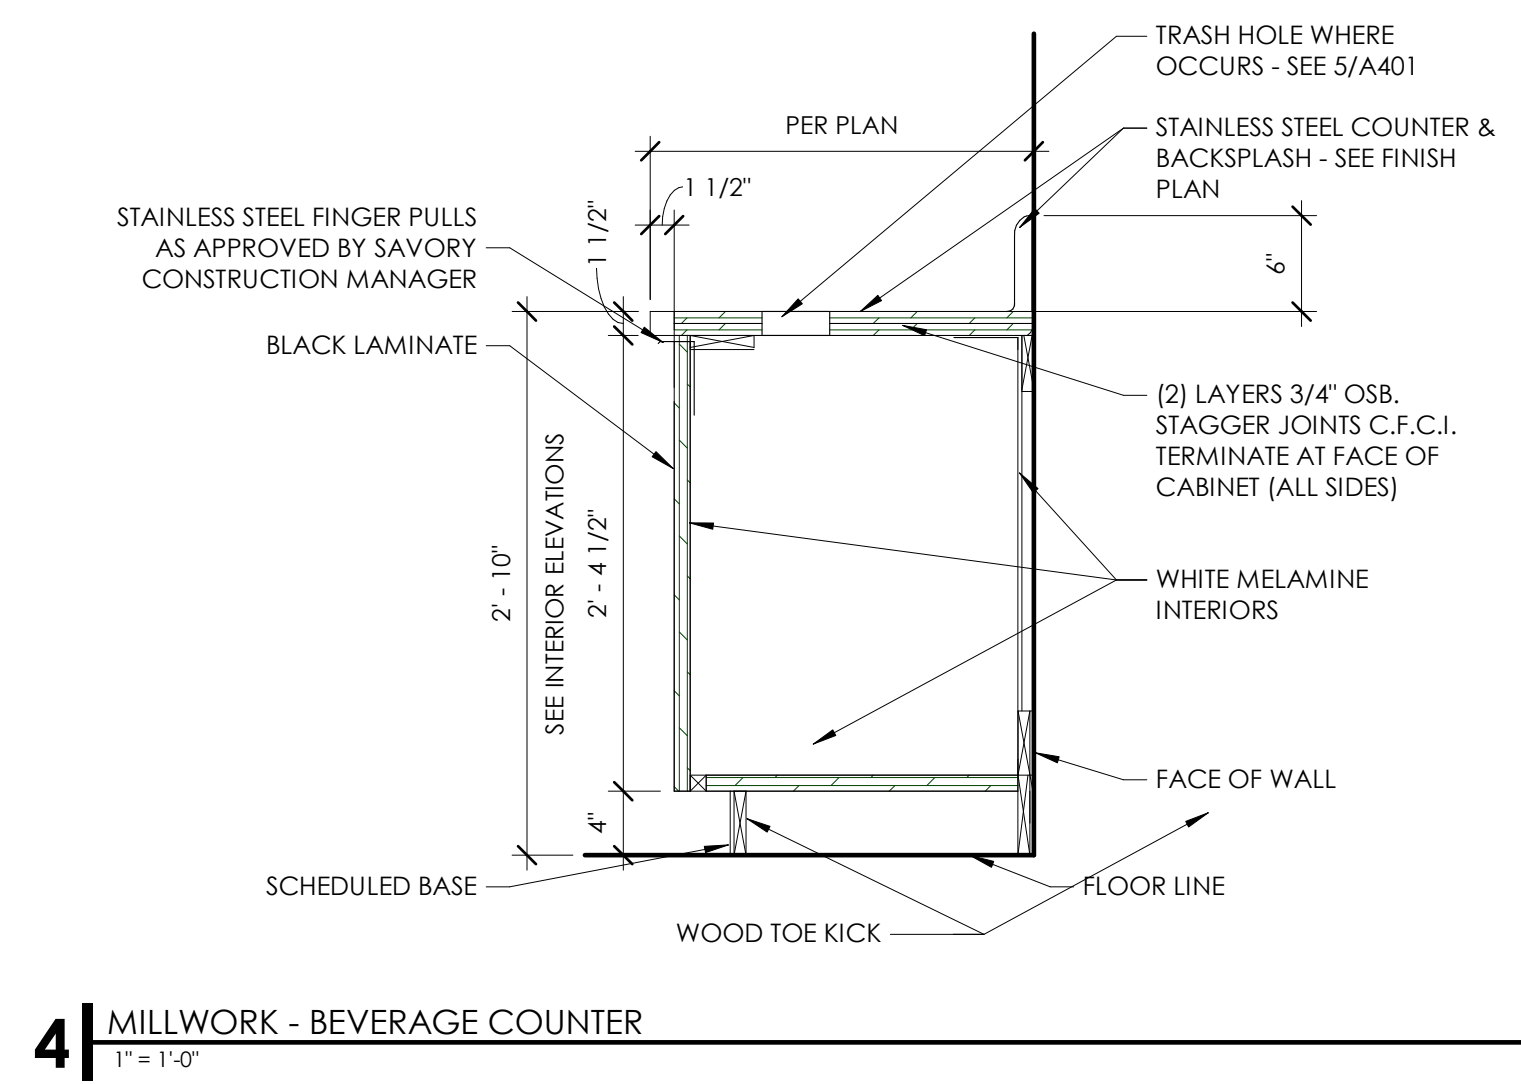 TRASH HOLE WHERE
OCCURS - SEE 5/A401
PER PLAN
STAINLESS STEEL COUNTER &
BACKSPLASH - SEE FINISH
PLAN
1 1/2"
1 1/2"
STAINLESS STEEL FINGER PULLS
AS APPROVED BY SAVORY
CONSTRUCTION MANAGER
6"
BLACK LAMINATE
(2) LAYERS 3/4" OSB.
STAGGER JOINTS C.F.C.I.
TERMINATE AT FACE OF
CABINET (ALL SIDES)
2' - 10"
SEE INTERIOR ELEVATIONS
2' - 4 1/2"
WHITE MELAMINE
INTERIORS
FACE OF WALL
4"
SCHEDULED BASE
FLOOR LINE
WOOD TOE KICK
4
MILLWORK - BEVERAGE COUNTER
1" = 1'-0"